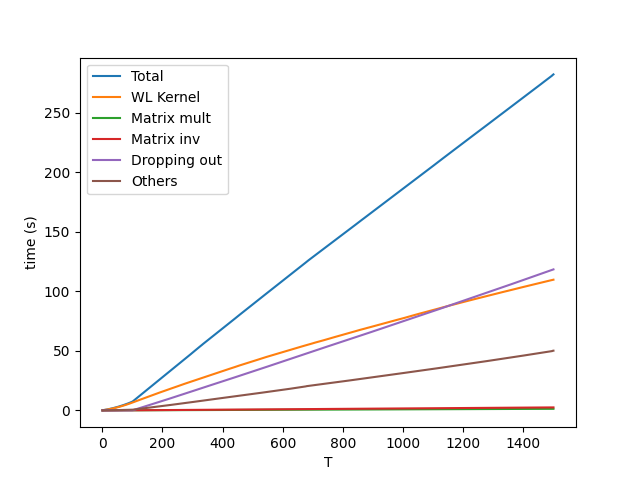 Total
WL Kernel
Matrix mult
Matrix inv
Dropping out
Others
250
200
150
100
50
0
time (s)
0 200 400 600 800 1000 1200 1400
T